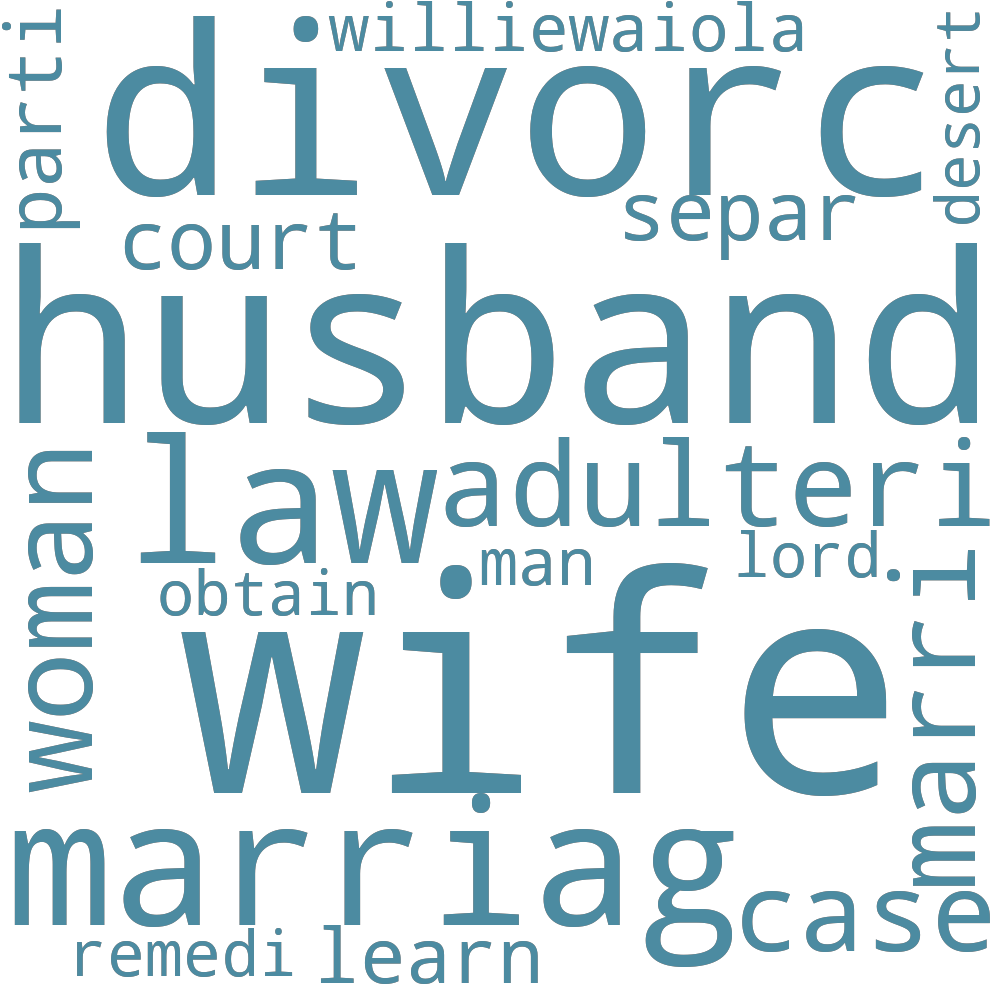 williewaiola
parti
divorc
desert
court
separ
husband
woman
law
adulteri
man
lord
obtain
marri
wife
marriag
case
remedi
learn